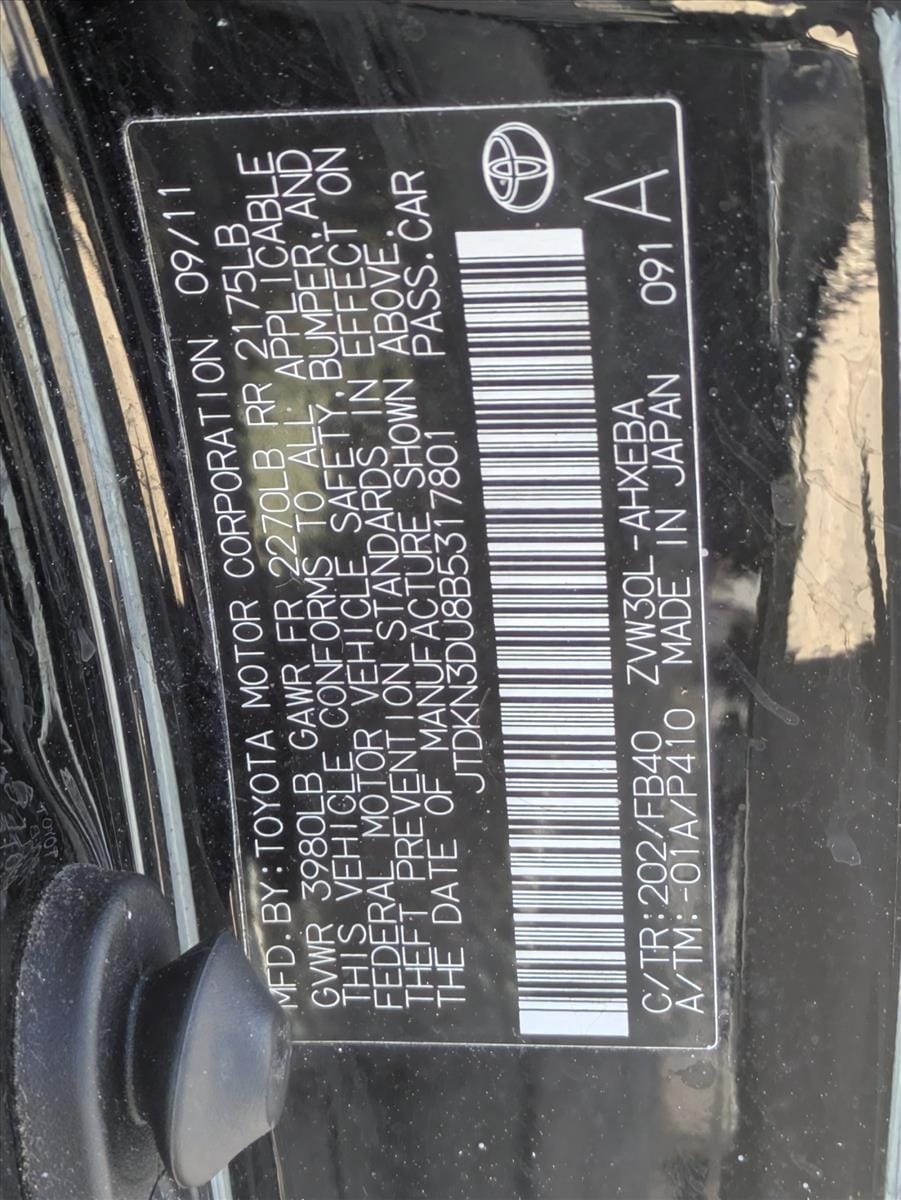 MFD.BY:TOYOTA MOTOR CORPORATION 09/11
GVWR 3980LB GAWR FR 2270LB RR 2175LB
THIS VEHICLE CONFORMS TO ALL APPLICABLE
FEDERAL MOTOR VEHICLE SAFETY,BUMPER,AND
THEFT PREVENTION STANDARDS IN EFFECT ON
THE DATE OF MANUFACTURE SHOWN ABOVE.
JTDKN3DU8B5317801 PASS.CAR
C/TR:202/FB40 ZVW30L-AHXEBA 091 A
A/TM:-01A/P410 MADE IN JAPAN